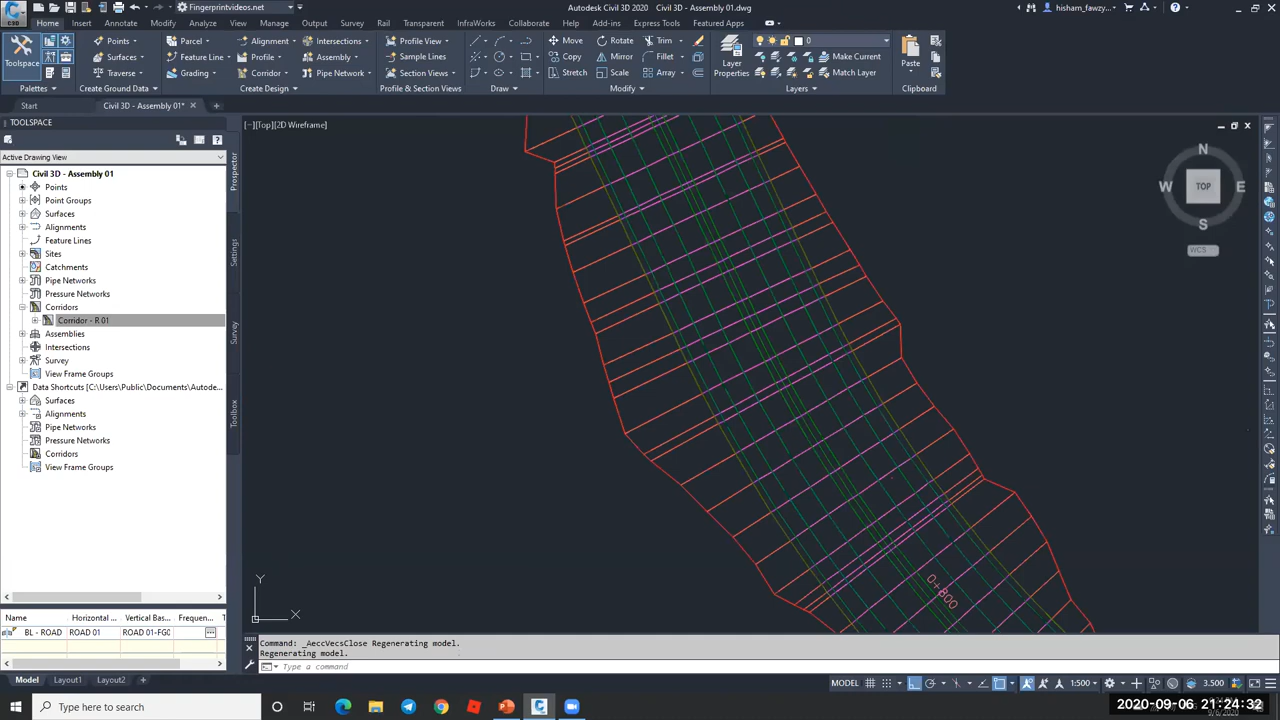 Fingerprintvideos.net
Autodesk Civil 3D 2020   Civil 3D - Assembly 01.dwg
hisham_fawzy...
Home Insert Annotate Modify Analyze View Manage Output Survey Rail Transparent InfraWorks Collaborate Help Add-ins Express Tools Featured Apps
Toolspace
Points
Surfaces
Traverse
Parcel
Feature Line
Grading
Alignment
Profile
Corridor
Intersections
Assembly
Pipe Network
Profile View
Sample Lines
Section Views
Move
Copy
Stretch
Rotate
Mirror
Scale
Trim
Fillet
Array
Layer
Properties
0
Make Current
Match Layer
Paste
Palettes
Create Ground Data
Create Design
Profile & Section Views
Draw
Modify
Layers
Clipboard
Start
Civil 3D - Assembly 01*
TOOLSPACE
Active Drawing View
Civil 3D - Assembly 01
Points
Point Groups
Surfaces
Alignments
Feature Lines
Sites
Catchments
Pipe Networks
Pressure Networks
Corridors
Corridor - R 01
Assemblies
Intersections
Survey
View Frame Groups
Data Shortcuts [C:\Users\Public\Documents\Autode...
Surfaces
Alignments
Pipe Networks
Pressure Networks
Corridors
View Frame Groups
Prospector
Settings
Survey
Toolbox
Name Horizontal ... Vertical Bas... Frequen... T
BL - ROAD ROAD 01 ROAD 01-FG0
[−][Top][2D Wireframe]
N
W TOP E
S
WCS
0+800
Y
X
Command: _AeccVecsClose Regenerating model.
Regenerating model.
Type a command
Model Layout1 Layout2
MODEL
1:500
3.500
Type here to search
2020-09-06 21:24:32